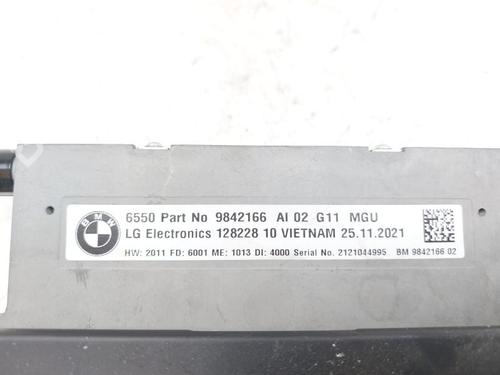 BMW
6550 Part No 9842166 AI 02 G11 MGU
LG Electronics 128228 10 VIETNAM 25.11.2021
HW: 2011 FD: 6001 ME: 1013 DI: 4000 Serial No. 2121044995 BM 9842166 02